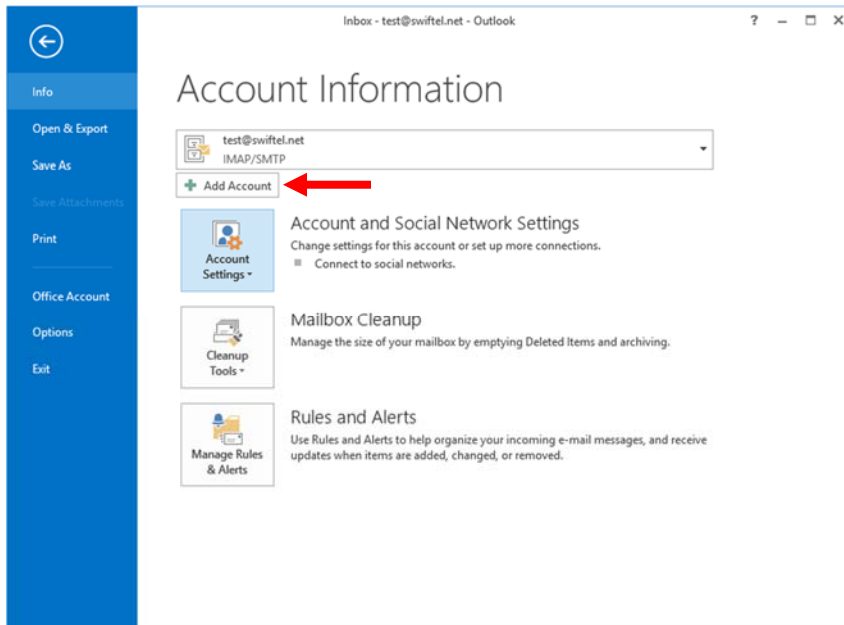 Inbox - test@swiftel.net - Outlook
?
Info
Open & Export
Save As
Save Attachments
Print
Office Account
Options
Exit
Account Information
test@swiftel.net
IMAP/SMTP
Add Account
Account
Settings
Account and Social Network Settings
Change settings for this account or set up more connections.
Connect to social networks.
Cleanup
Tools
Mailbox Cleanup
Manage the size of your mailbox by emptying Deleted Items and archiving.
Manage Rules
& Alerts
Rules and Alerts
Use Rules and Alerts to help organize your incoming e-mail messages, and receive
updates when items are added, changed, or removed.